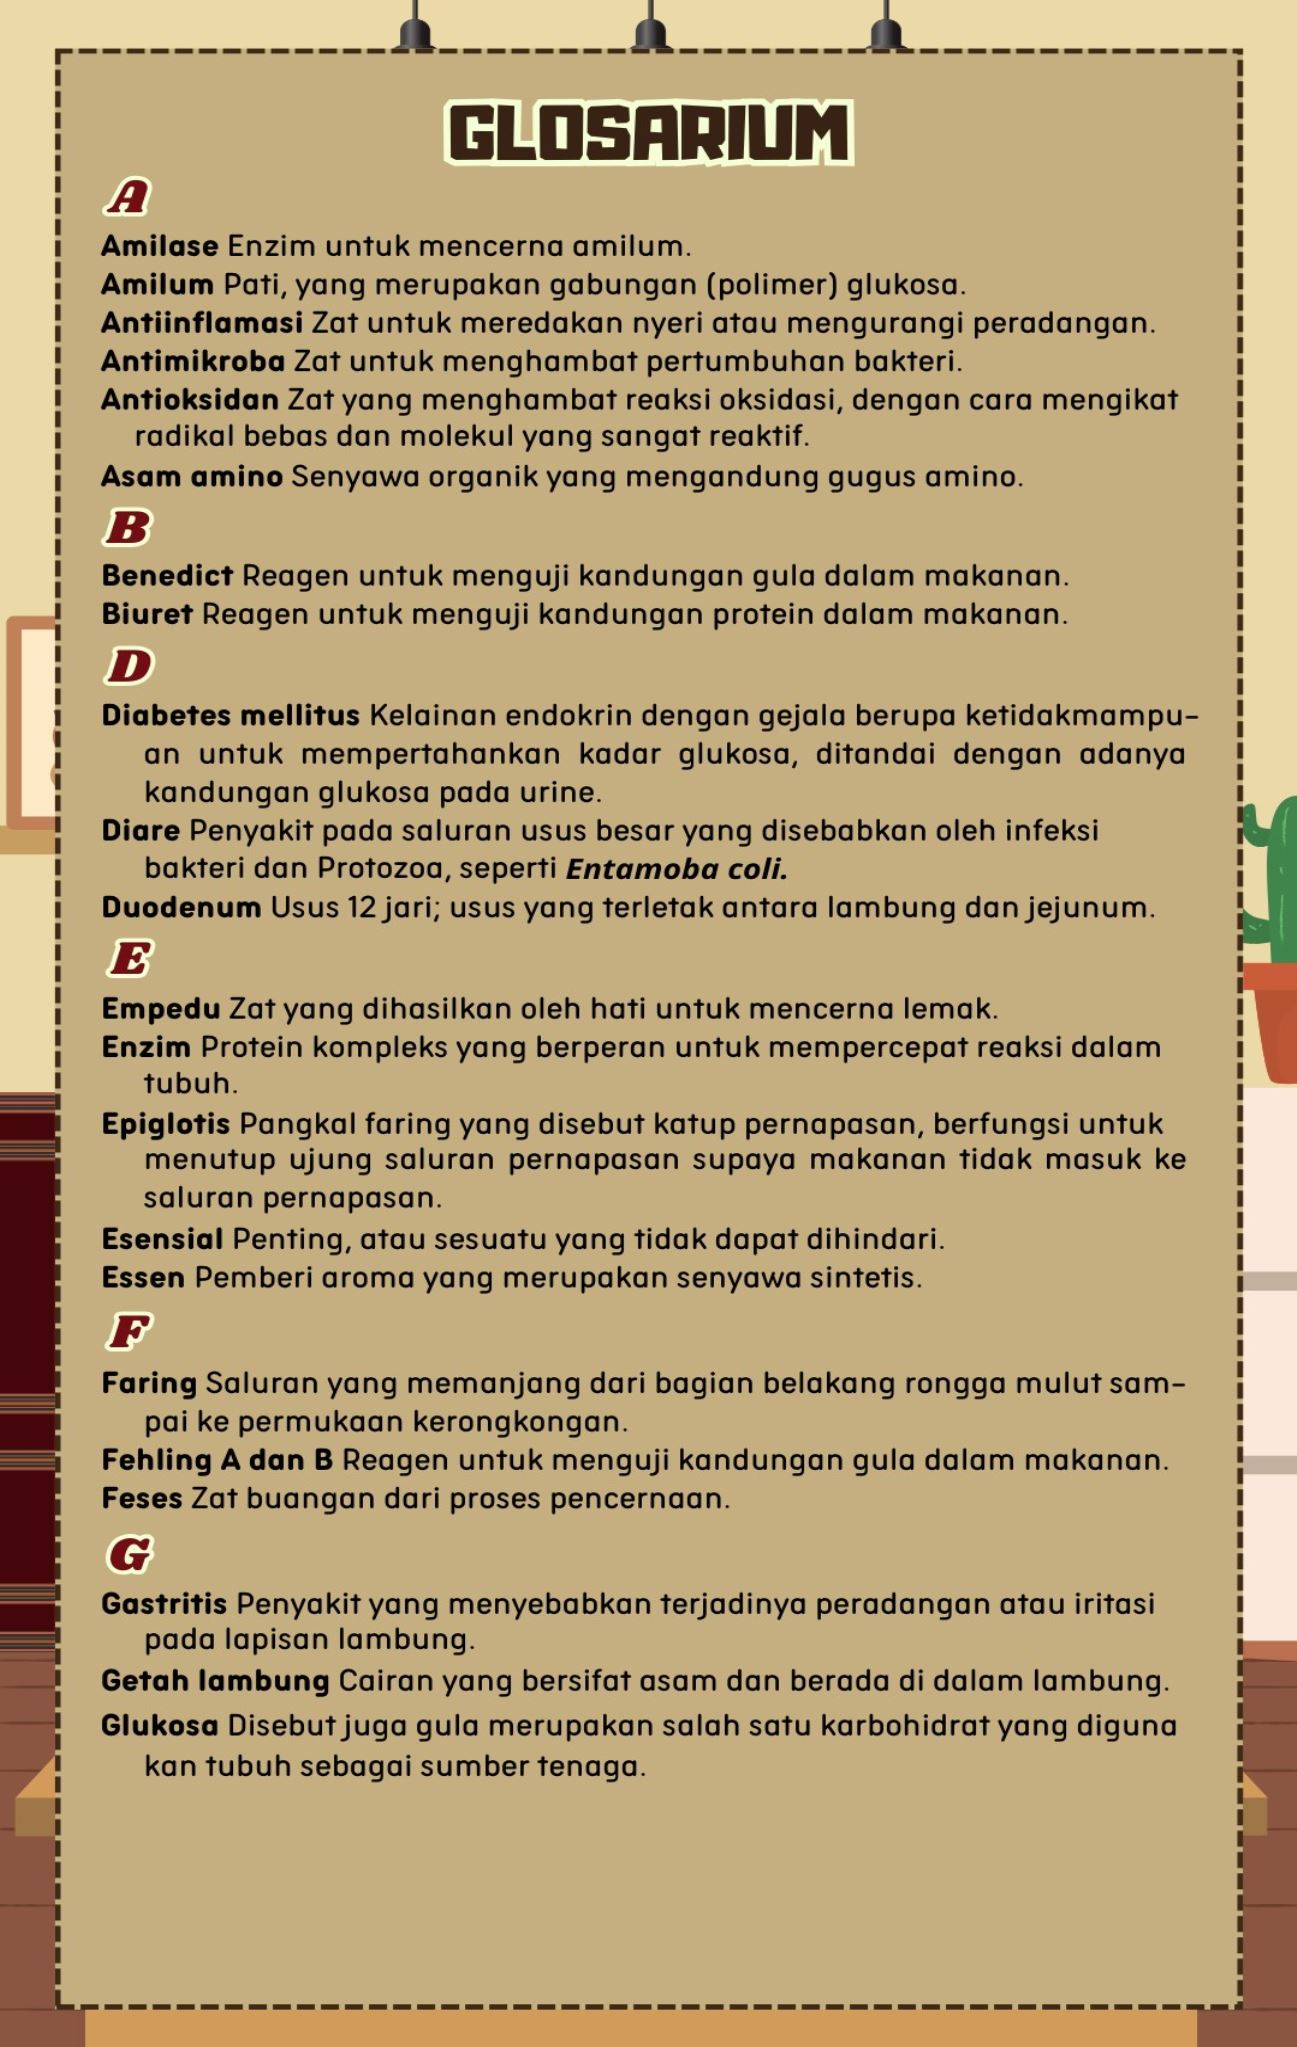 GLOSARIUM
A
Amilase Enzim untuk mencerna amilum.
Amilum Pati, yang merupakan gabungan (polimer) glukosa.
Antiinflamasi Zat untuk meredakan nyeri atau mengurangi peradangan.
Antimikroba Zat untuk menghambat pertumbuhan bakteri.
Antioksidan Zat yang menghambat reaksi oksidasi, dengan cara mengikat
radikal bebas dan molekul yang sangat reaktif.
Asam amino Senyawa organik yang mengandung gugus amino.
B
Benedict Reagen untuk menguji kandungan gula dalam makanan.
Biuret Reagen untuk menguji kandungan protein dalam makanan.
D
Diabetes mellitus Kelainan endokrin dengan gejala berupa ketidakmampu-
an untuk mempertahankan kadar glukosa, ditandai dengan adanya
kandungan glukosa pada urine.
Diare Penyakit pada saluran usus besar yang disebabkan oleh infeksi
bakteri dan Protozoa, seperti Entamoba coli.
Duodenum Usus 12 jari; usus yang terletak antara lambung dan jejunum.
E
Empedu Zat yang dihasilkan oleh hati untuk mencerna lemak.
Enzim Protein kompleks yang berperan untuk mempercepat reaksi dalam
tubuh.
Epiglotis Pangkal faring yang disebut katup pernapasan, berfungsi untuk
menutup ujung saluran pernapasan supaya makanan tidak masuk ke
saluran pernapasan.
Esensial Penting, atau sesuatu yang tidak dapat dihindari.
Essen Pemberi aroma yang merupakan senyawa sintetis.
F
Faring Saluran yang memanjang dari bagian belakang rongga mulut sam-
pai ke permukaan kerongkongan.
Fehling A dan B Reagen untuk menguji kandungan gula dalam makanan.
Feses Zat buangan dari proses pencernaan.
G
Gastritis Penyakit yang menyebabkan terjadinya peradangan atau iritasi
pada lapisan lambung.
Getah lambung Cairan yang bersifat asam dan berada di dalam lambung.
Glukosa Disebut juga gula merupakan salah satu karbohidrat yang diguna
kan tubuh sebagai sumber tenaga.